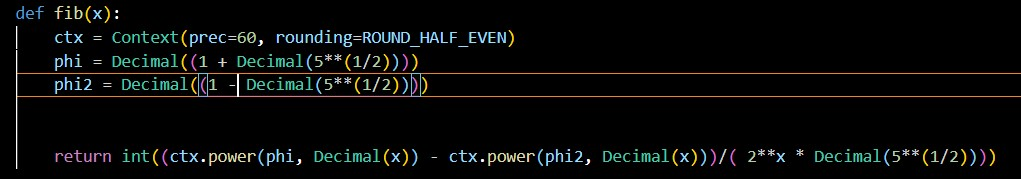 def fib(x):
    ctx = Context(prec=60, rounding=ROUND_HALF_EVEN)
    phi = Decimal((1 + Decimal(5**(1/2))))
    phi2 = Decimal((1 - Decimal(5**(1/2))))
    return int((ctx.power(phi, Decimal(x)) - ctx.power(phi2, Decimal(x)))/( 2**x * Decimal(5**(1/2))))